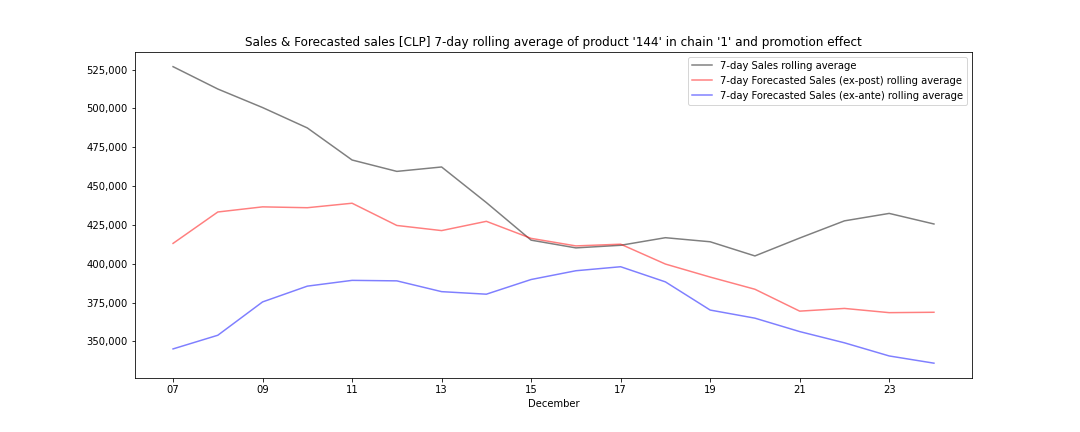 Sales & Forecasted sales [CLP] 7-day rolling average of product '144' in chain '1' and promotion effect
7-day Sales rolling average
7-day Forecasted Sales (ex-post) rolling average
7-day Forecasted Sales (ex-ante) rolling average
525,000
500,000
475,000
450,000
425,000
400,000
375,000
350,000
07 09 11 13 15 17 19 21 23
December